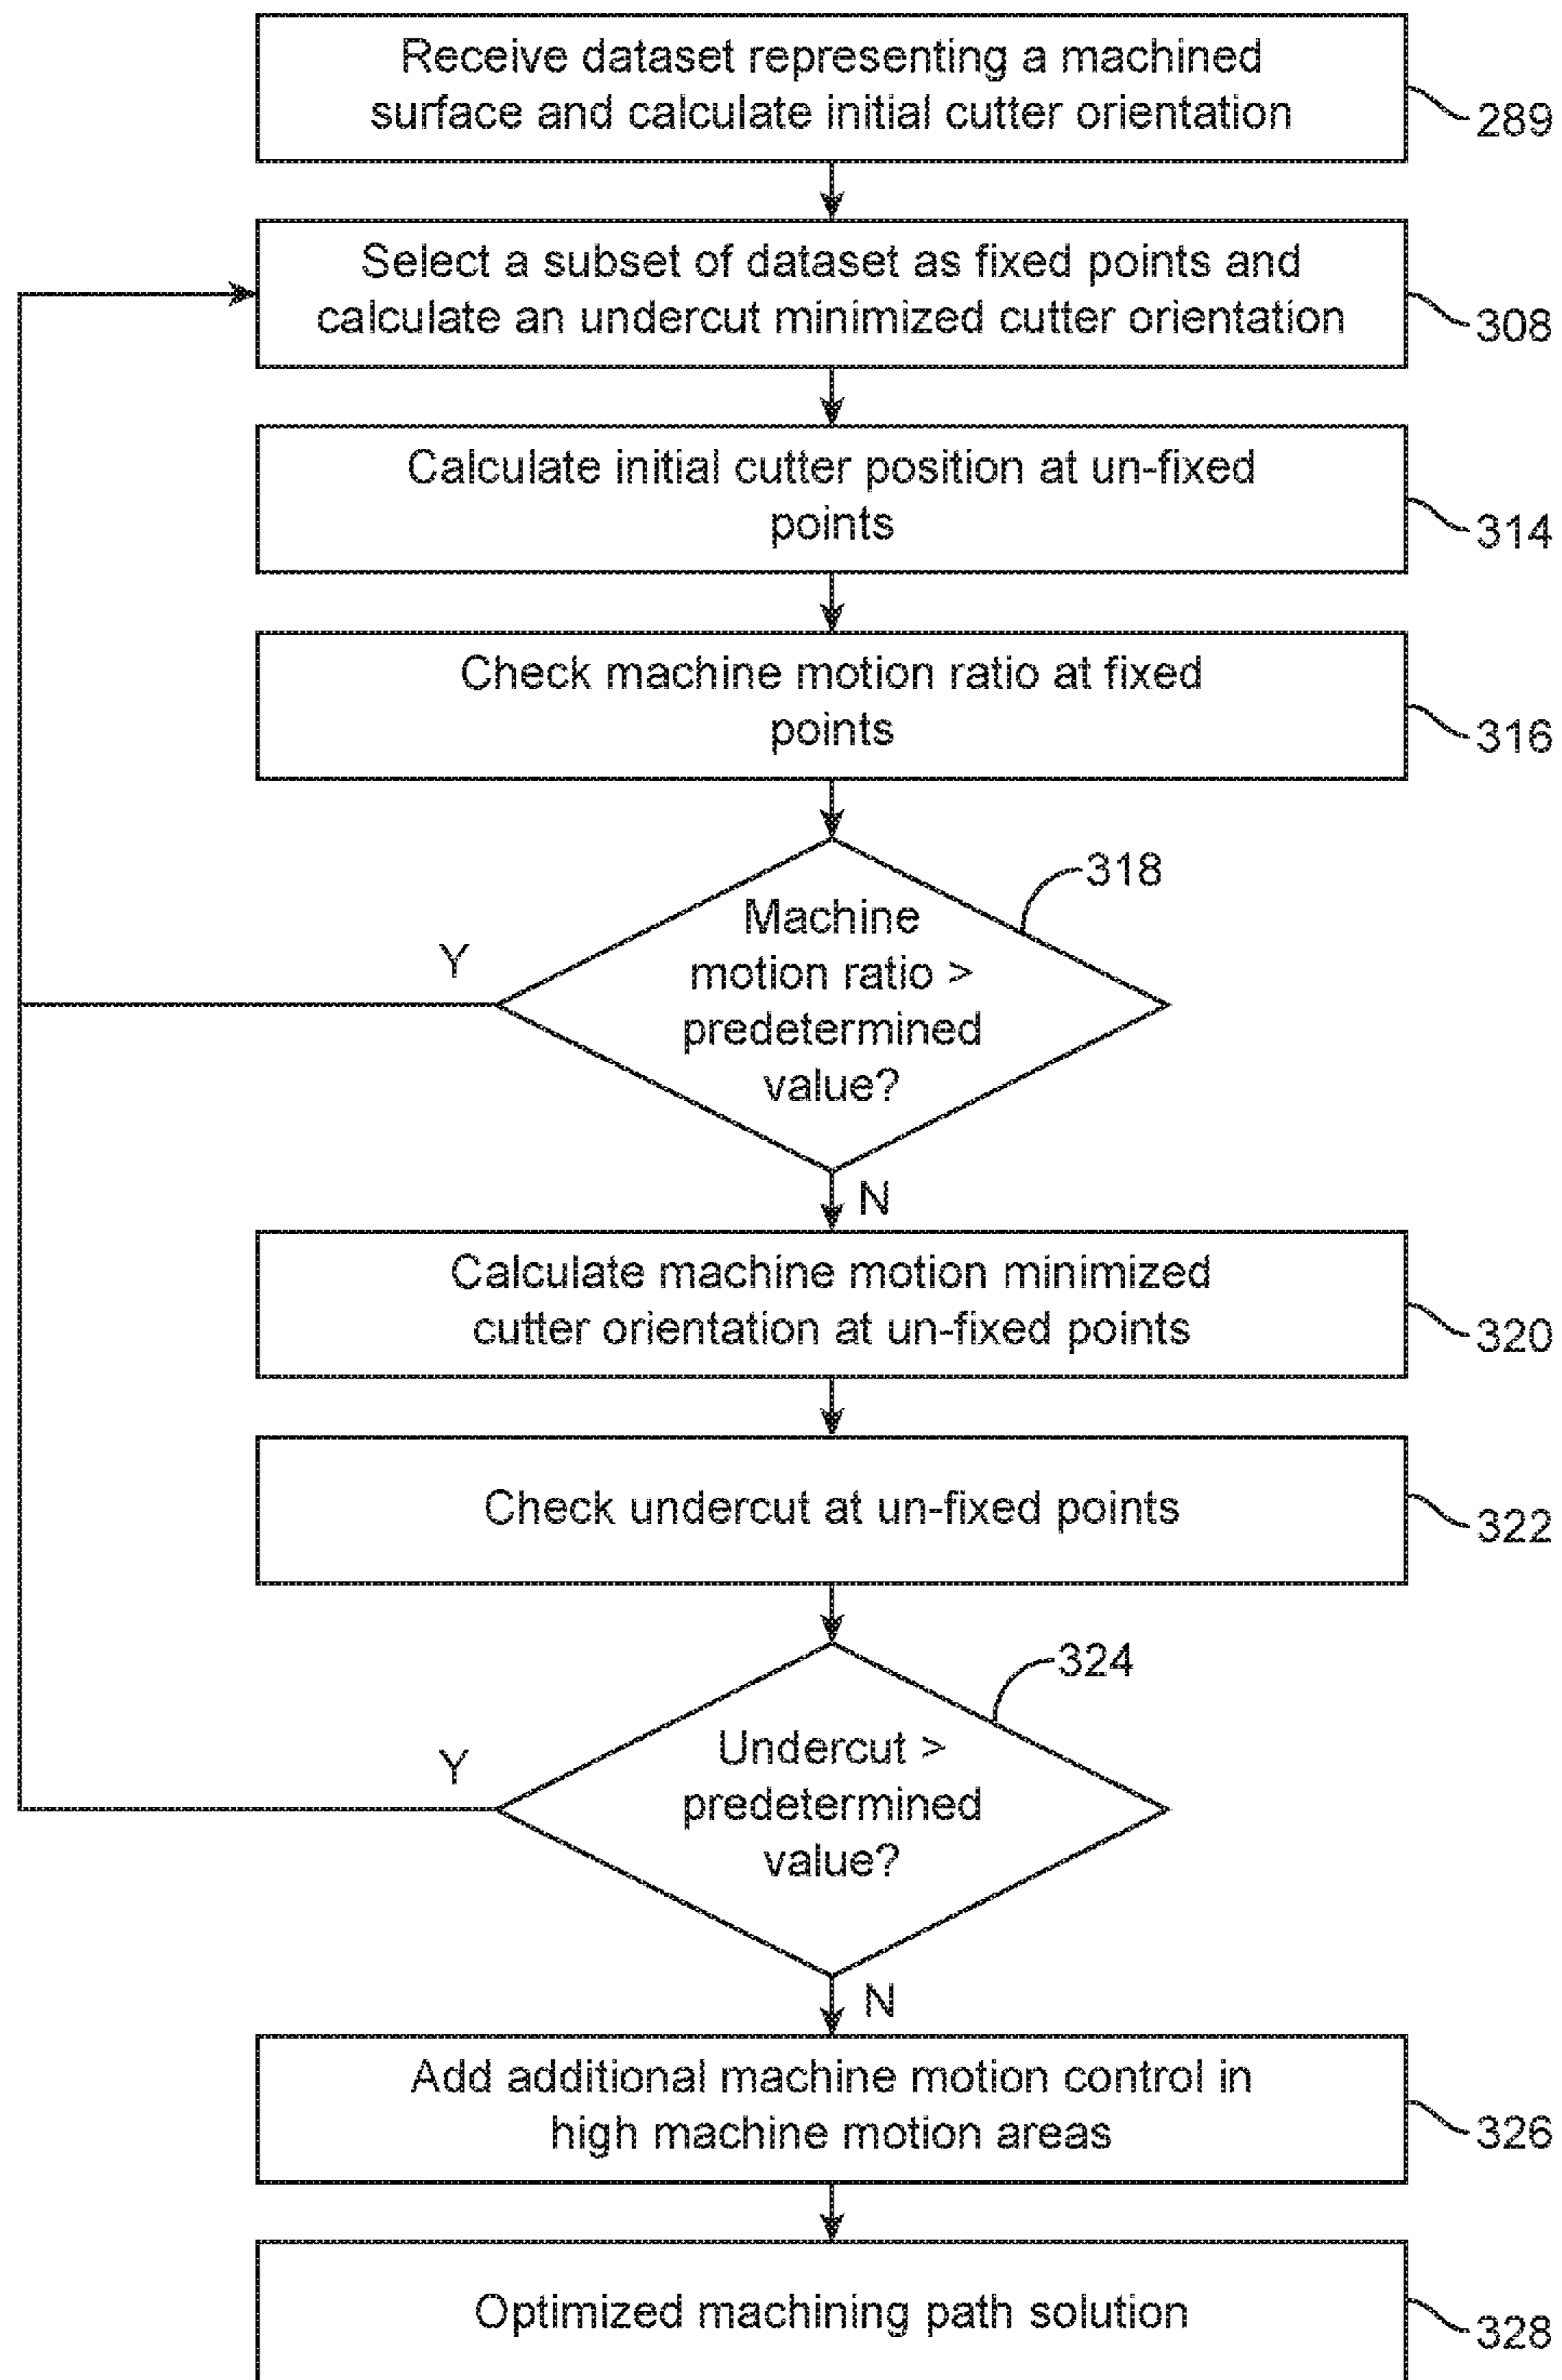 Receive dataset representing a machined
surface and calculate initial cutter orientation
289
Select a subset of dataset as fixed points and
calculate an undercut minimized cutter orientation
308
Calculate initial cutter position at un-fixed
points
314
Check machine motion ratio at fixed
points
316
318
Machine
motion ratio >
predetermined
value?
Y
N
Calculate machine motion minimized
cutter orientation at un-fixed points
320
Check undercut at un-fixed points
322
324
Undercut >
predetermined
value?
Y
N
Add additional machine motion control in
high machine motion areas
326
Optimized machining path solution
328